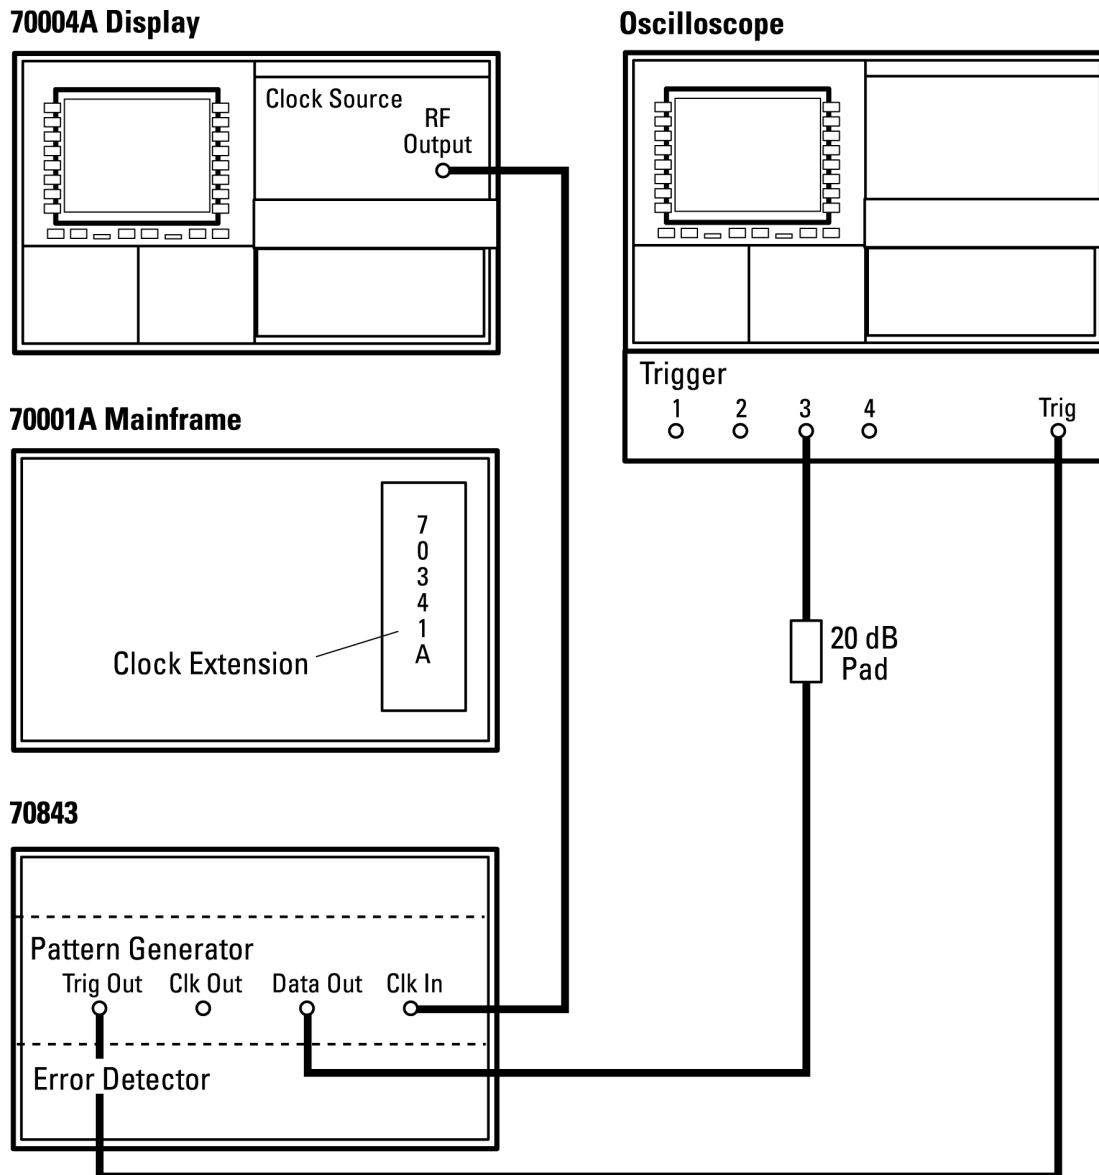 70004A Display
Clock Source
RF
Output
70001A Mainframe
7
0
3
4
1
A
Clock Extension
70843
Pattern Generator
Trig Out
Clk Out
Data Out
Clk In
Error Detector
Oscilloscope
Trigger
1
2
3
4
Trig
20 dB
Pad